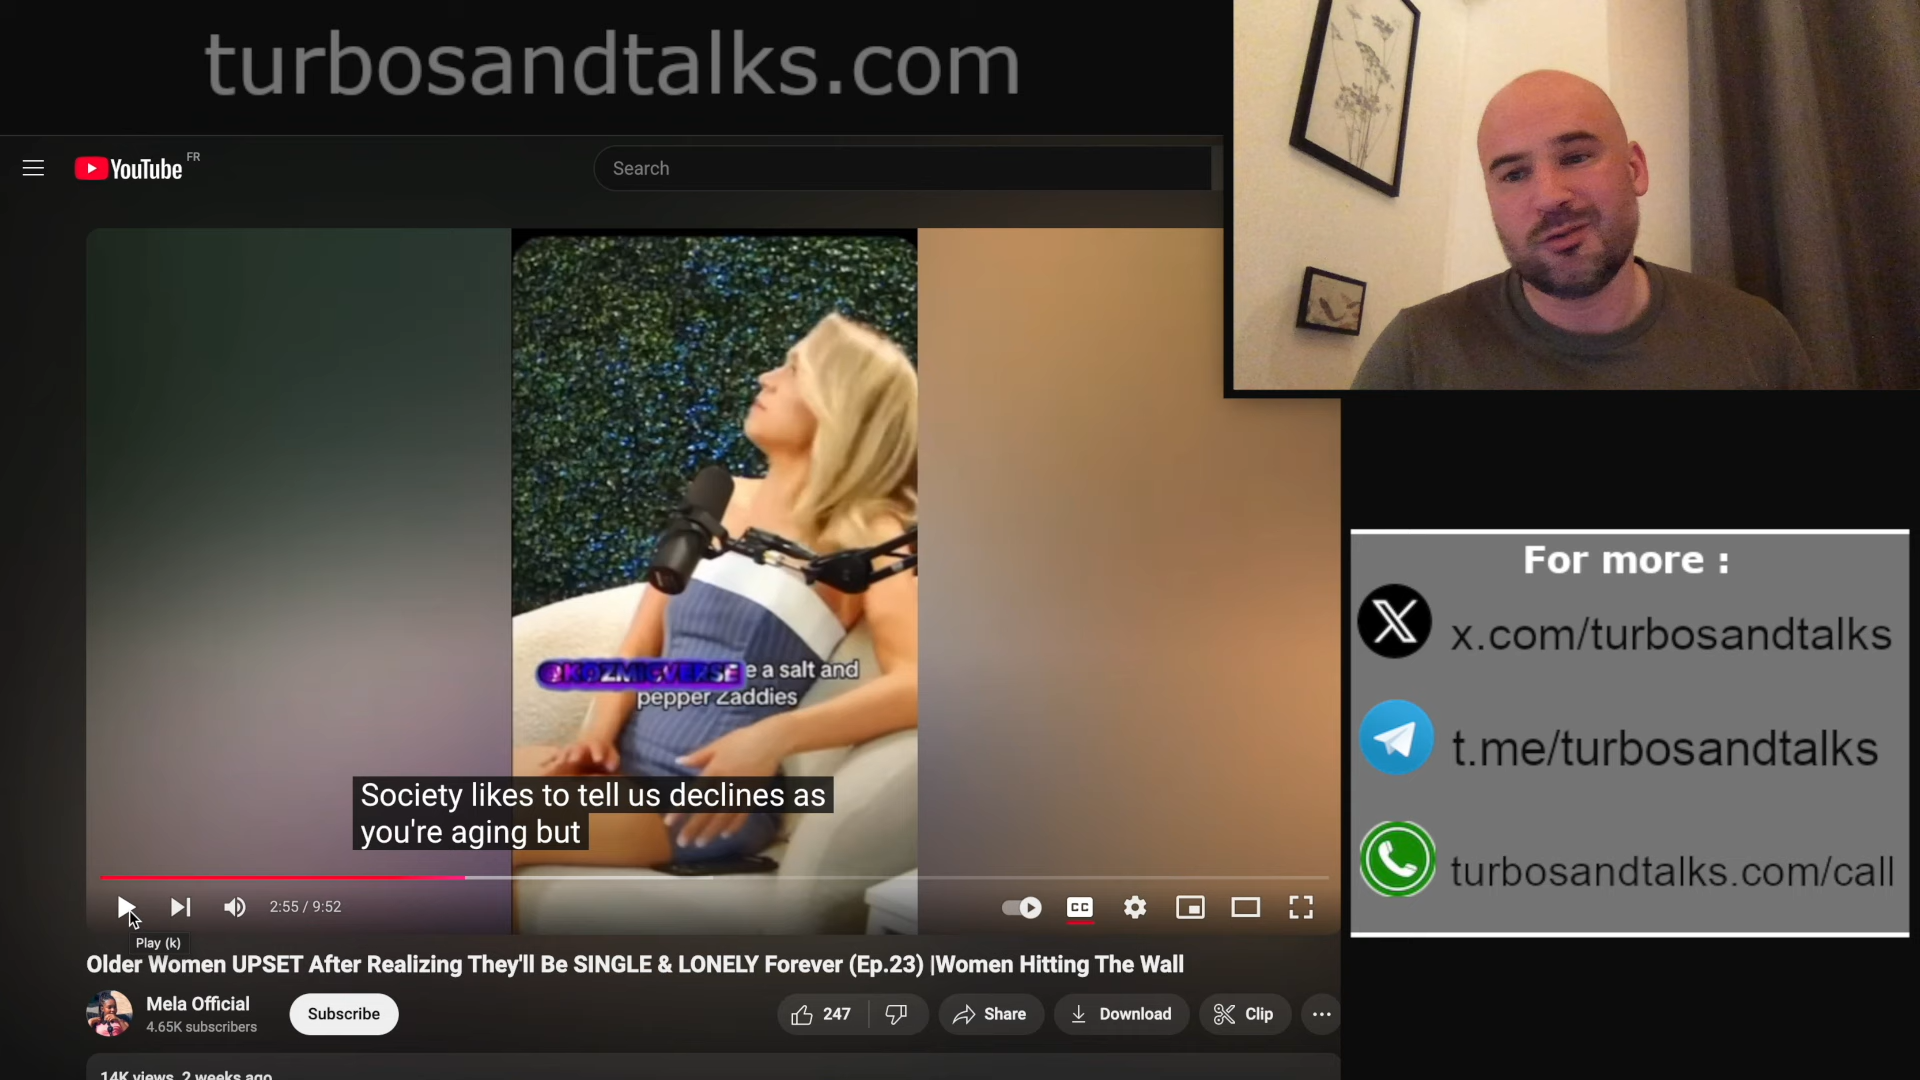 turbosandtalks.com
YouTube FR
Search
@KOZMICVERSE e a salt and
pepper Zaddies
Society likes to tell us declines as
you're aging but
2:55 / 9:52
CC
Play (k)
Older Women UPSET After Realizing They'll Be SINGLE & LONELY Forever (Ep.23) |Women Hitting The Wall
Mela Official
4.65K subscribers
Subscribe
247
Share
Download
Clip
14K views 2 weeks ago
For more :
x.com/turbosandtalks
t.me/turbosandtalks
turbosandtalks.com/call